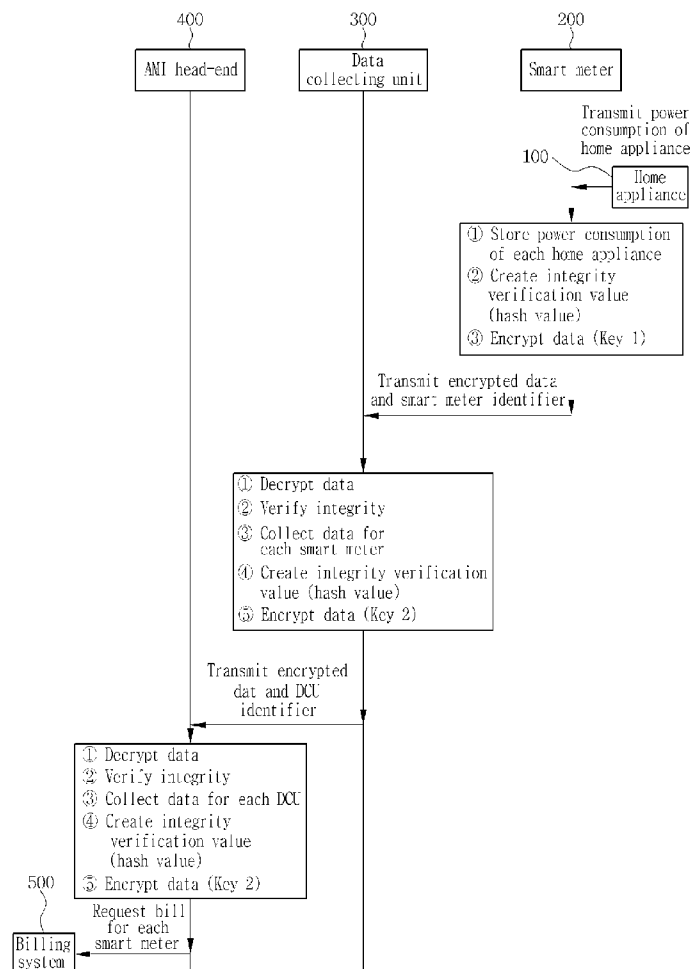 400
300
200
AMI head-end
Data
collecting unit
Smart meter
Transmit power
consumption of
home appliance
100
Home
appliance
① Store power consumption
of each home appliance
② Create integrity
verification value
(hash value)
③ Encrypt data (Key 1)
Transmit encrypted data
and smart meter identifier
① Decrypt data
② Verify integrity
③ Collect data for
each smart meter
④ Create integrity verification
value (hash value)
⑤ Encrypt data (Key 2)
Transmit encrypted
dat and DCU
identifier
① Decrypt data
② Verify integrity
③ Collect data for each DCU
④ Create integrity
verification value
(hash value)
⑤ Encrypt data (Key 2)
500
Request bill
for each
smart meter
Billing
system